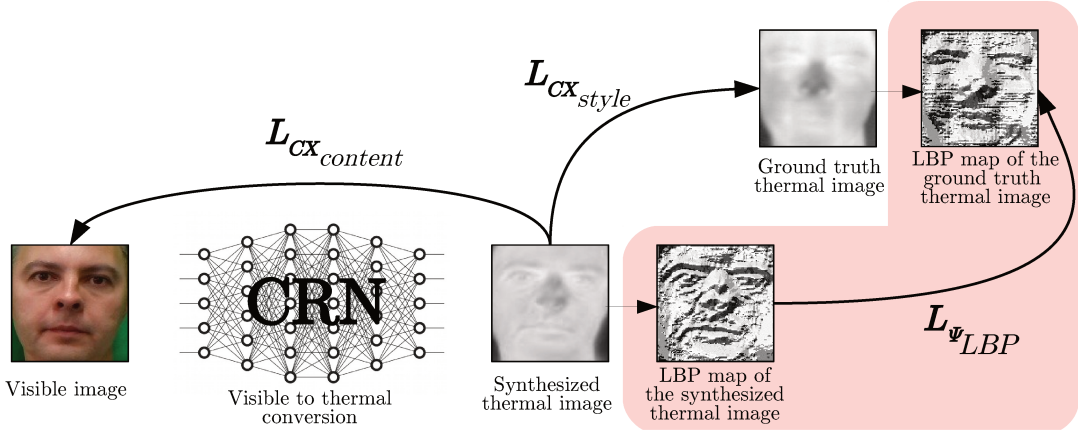 L_CX_style
L_CX_content
Ground truth
thermal image
LBP map of the
ground truth
thermal image
CRN
L_Ψ_LBP
Visible image
Visible to thermal
conversion
Synthesized
thermal image
LBP map of
the synthesized
thermal image